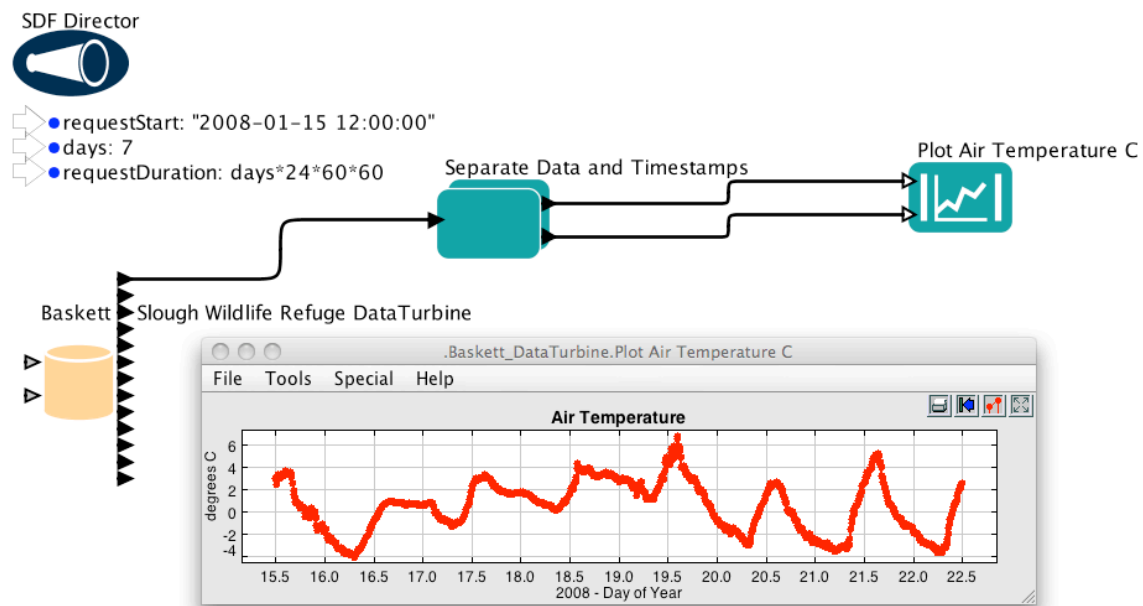 SDF Director
requestStart: "2008-01-15 12:00:00"
days: 7
requestDuration: days*24*60*60
Separate Data and Timestamps
Plot Air Temperature C
Baskett Slough Wildlife Refuge DataTurbine
.Baskett_DataTurbine.Plot Air Temperature C
File Tools Special Help
Air Temperature
degrees C
6
4
2
0
-2
-4
15.5 16.0 16.5 17.0 17.5 18.0 18.5 19.0 19.5 20.0 20.5 21.0 21.5 22.0 22.5
2008 - Day of Year